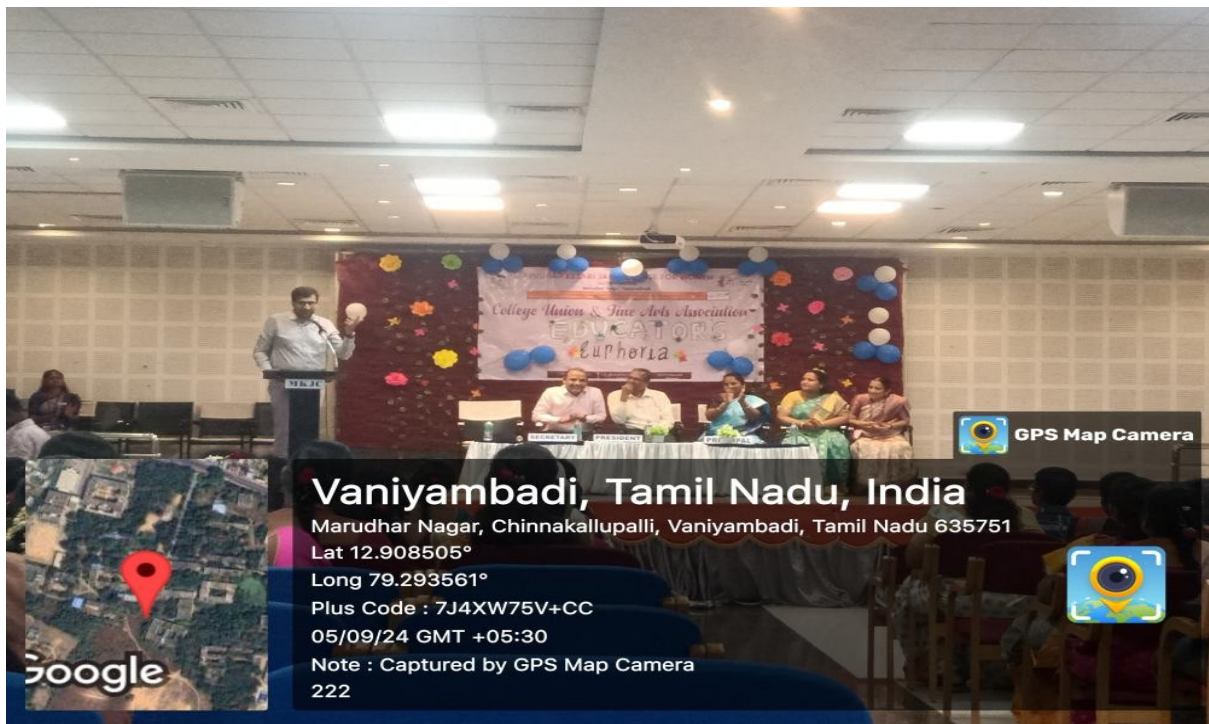 College Union & Fine Arts Association
EDUCATORS
Euphoria
MKJC
SECRETARY
PRESIDENT
PRINCIPAL
GPS Map Camera
Vaniyambadi, Tamil Nadu, India
Marudhar Nagar, Chinnakallupalli, Vaniyambadi, Tamil Nadu 635751
Lat 12.908505°
Long 79.293561°
Plus Code : 7J4XW75V+CC
05/09/24 GMT +05:30
Note : Captured by GPS Map Camera
222
Google